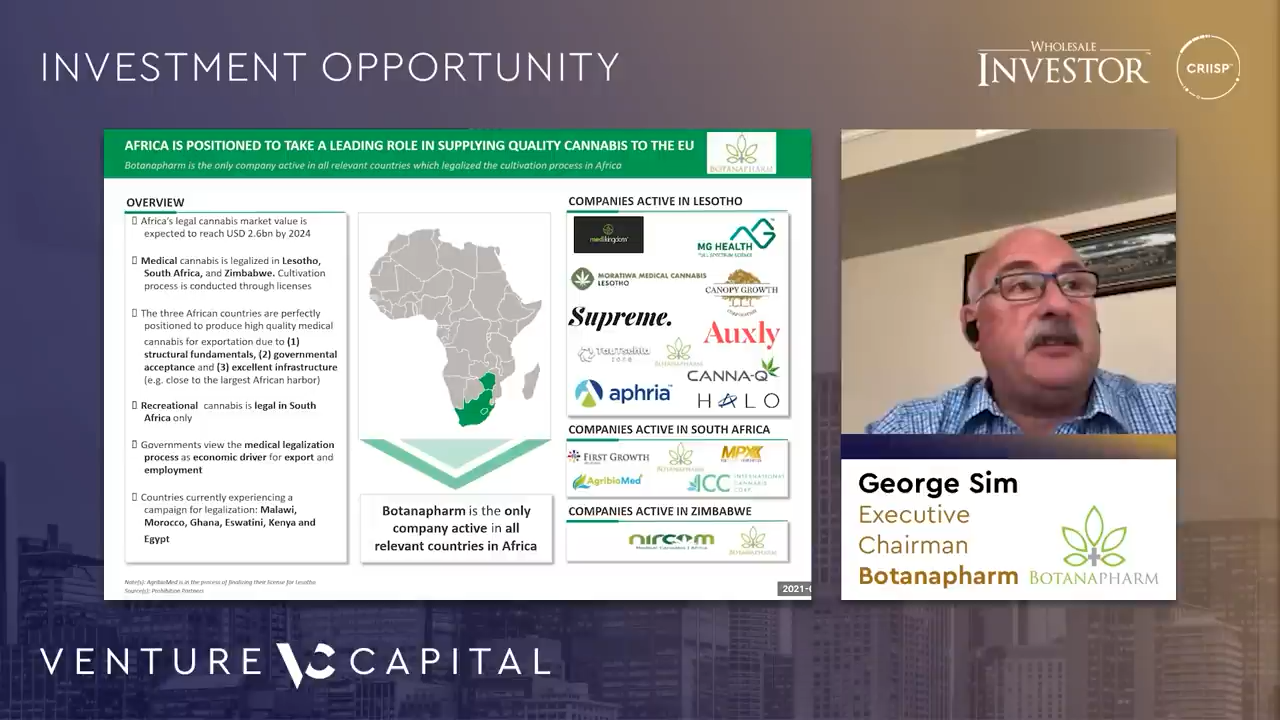 INVESTMENT OPPORTUNITY
WHOLESALE
INVESTOR
CRIISP
AFRICA IS POSITIONED TO TAKE A LEADING ROLE IN SUPPLYING QUALITY CANNABIS TO THE EU
Botanapharm is the only company active in all relevant countries which legalized the cultivation process in Africa
BOTANAPHARM
OVERVIEW
Africa's legal cannabis market value is
expected to reach USD 2.6bn by 2024
Medical cannabis is legalized in Lesotho,
South Africa, and Zimbabwe. Cultivation
process is conducted through licenses
The three African countries are perfectly
positioned to produce high quality medical
cannabis for exportation due to (1)
structural fundamentals, (2) governmental
acceptance and (3) excellent infrastructure
(e.g. close to the largest African harbor)
Recreational cannabis is legal in South
Africa only
Governments view the medical legalization
process as economic driver for export and
employment
Countries currently experiencing a
campaign for legalization: Malawi,
Morocco, Ghana, Eswatini, Kenya and
Egypt
Botanapharm is the only
company active in all
relevant countries in Africa
COMPANIES ACTIVE IN LESOTHO
medikingdom
MG HEALTH
FULL SPECTRUM SCIENCE
MORATIWA MEDICAL CANNABIS
LESOTHO
CANOPY GROWTH
Supreme.
Auxly
BOTANAPHARM
CANNA-Q
aphria
HALO
COMPANIES ACTIVE IN SOUTH AFRICA
FIRST GROWTH
BOTANAPHARM
MPX
AgriboMed
ICC INTERNATIONAL
CANNABIS
CORP
COMPANIES ACTIVE IN ZIMBABWE
nircom
Medical Cannabis | Africa
BOTANAPHARM
Note(s): AgriboMed is in the process of finalizing their license for Lesotho
Source(s): Prohibition Partners
George Sim
Executive
Chairman
Botanapharm
BOTANAPHARM
VENTURE VC CAPITAL